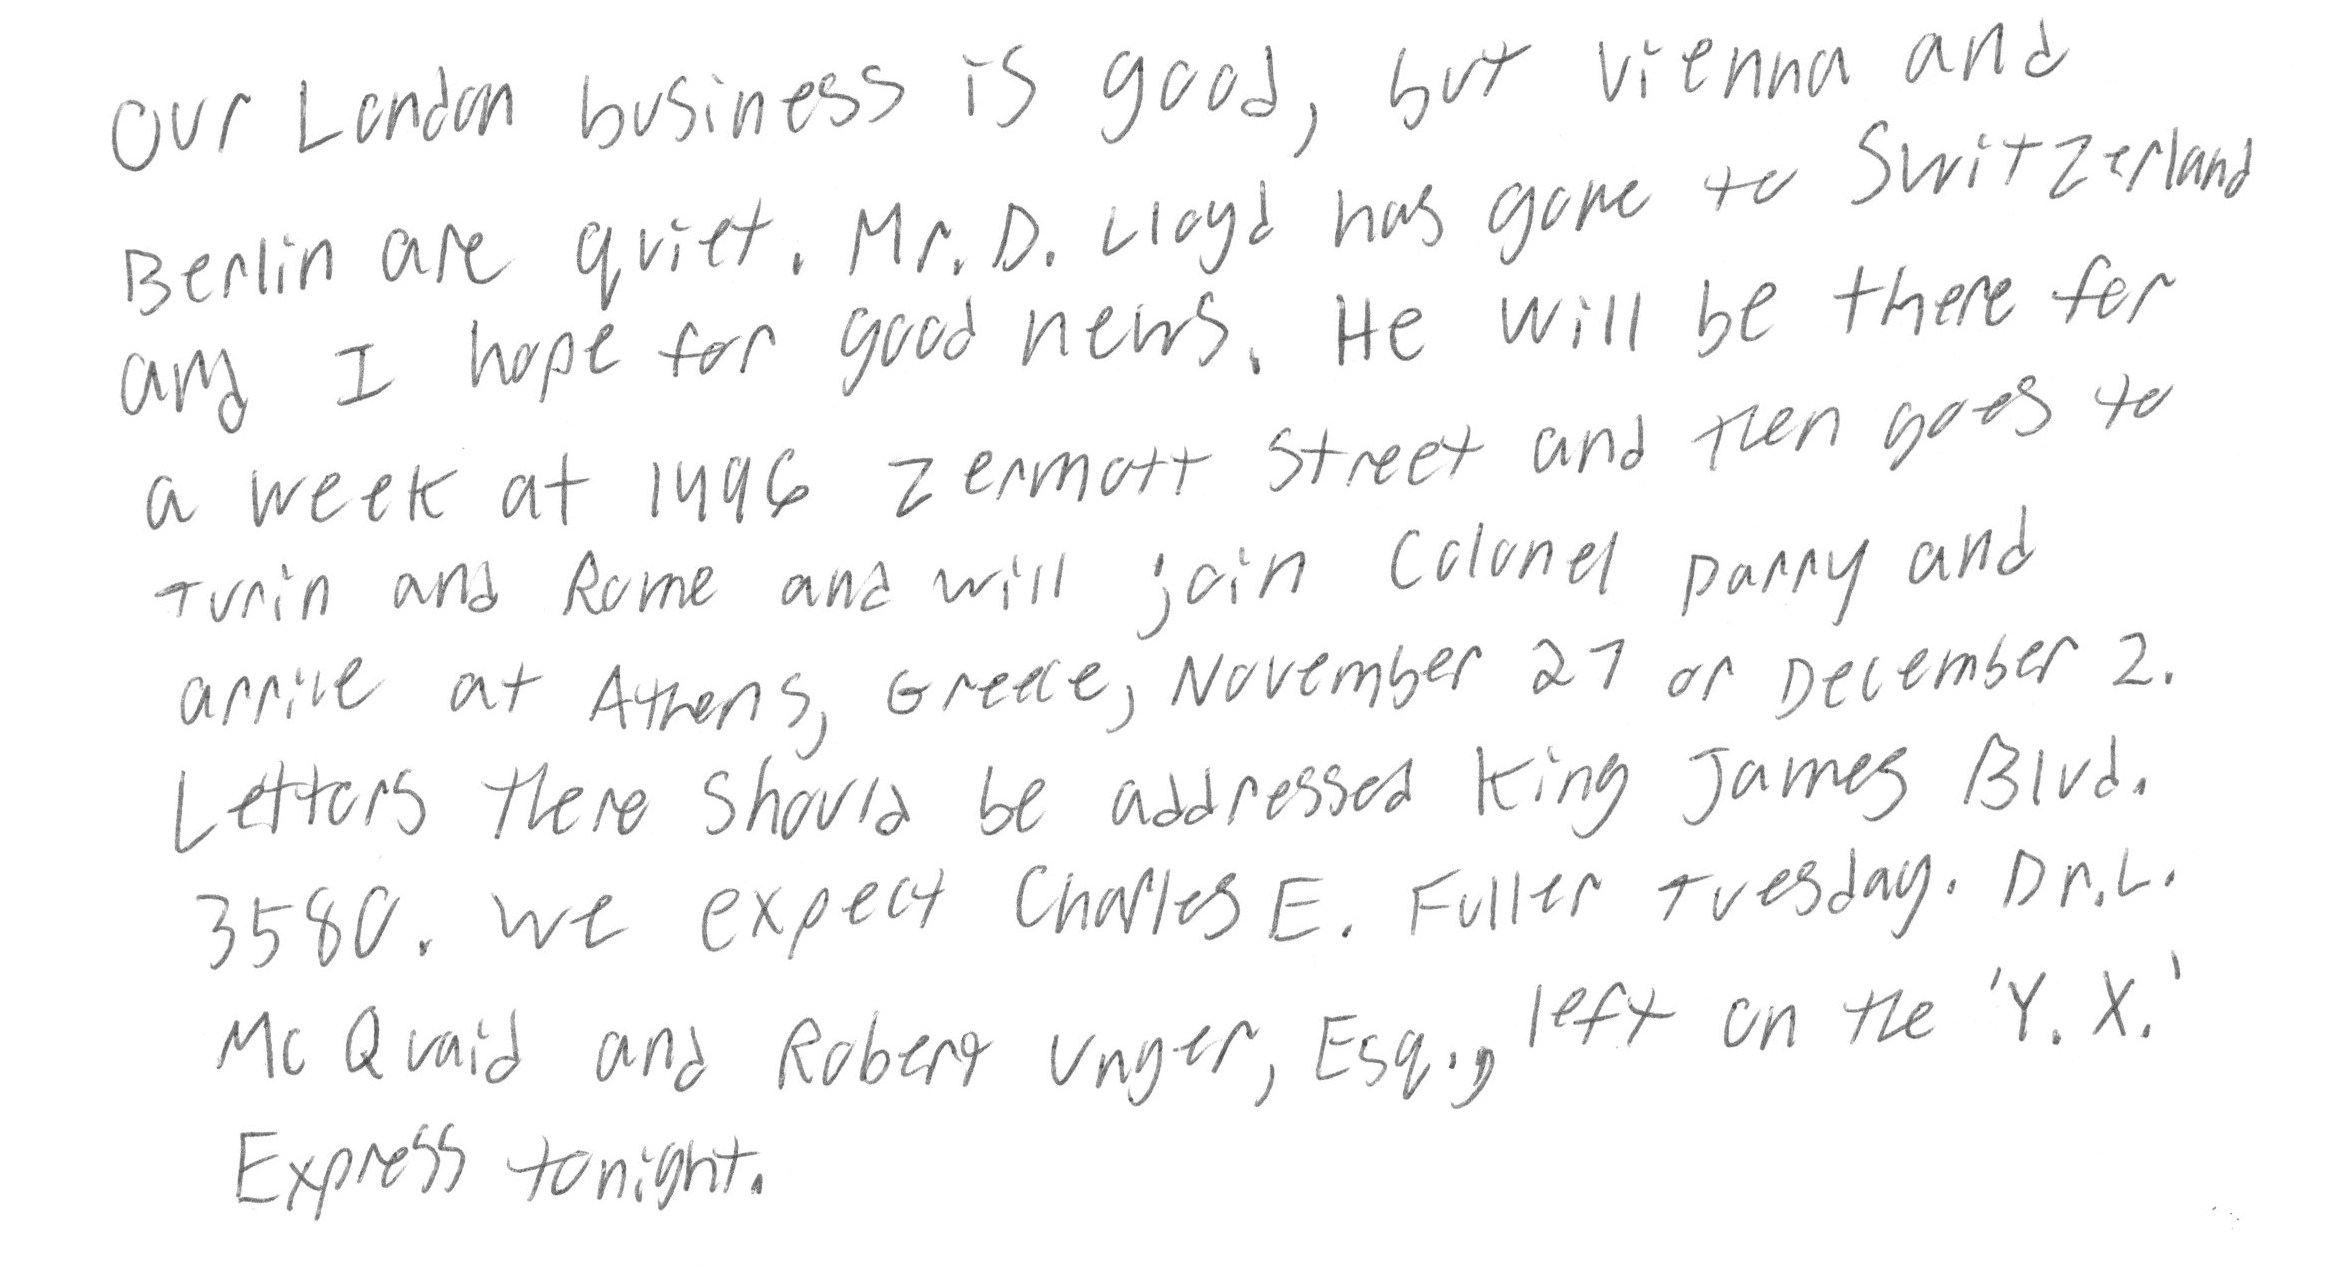 Our London business is good, but Vienna and
Berlin are quiet. Mr. D. Lloyd has gone to Switzerland
and I hope for good news. He will be there for
a week at 1496 Zermott Street and then goes to
Turin and Rome and will join Colonel Parry and
arrive at Athens, Greece, November 27 or December 2.
Letters there should be addressed King James Blvd.
3580. We expect Charles E. Fuller Tuesday. Dr. L.
McQuaid and Robert Unger, Esq., left on the 'Y. X.'
Express tonight.